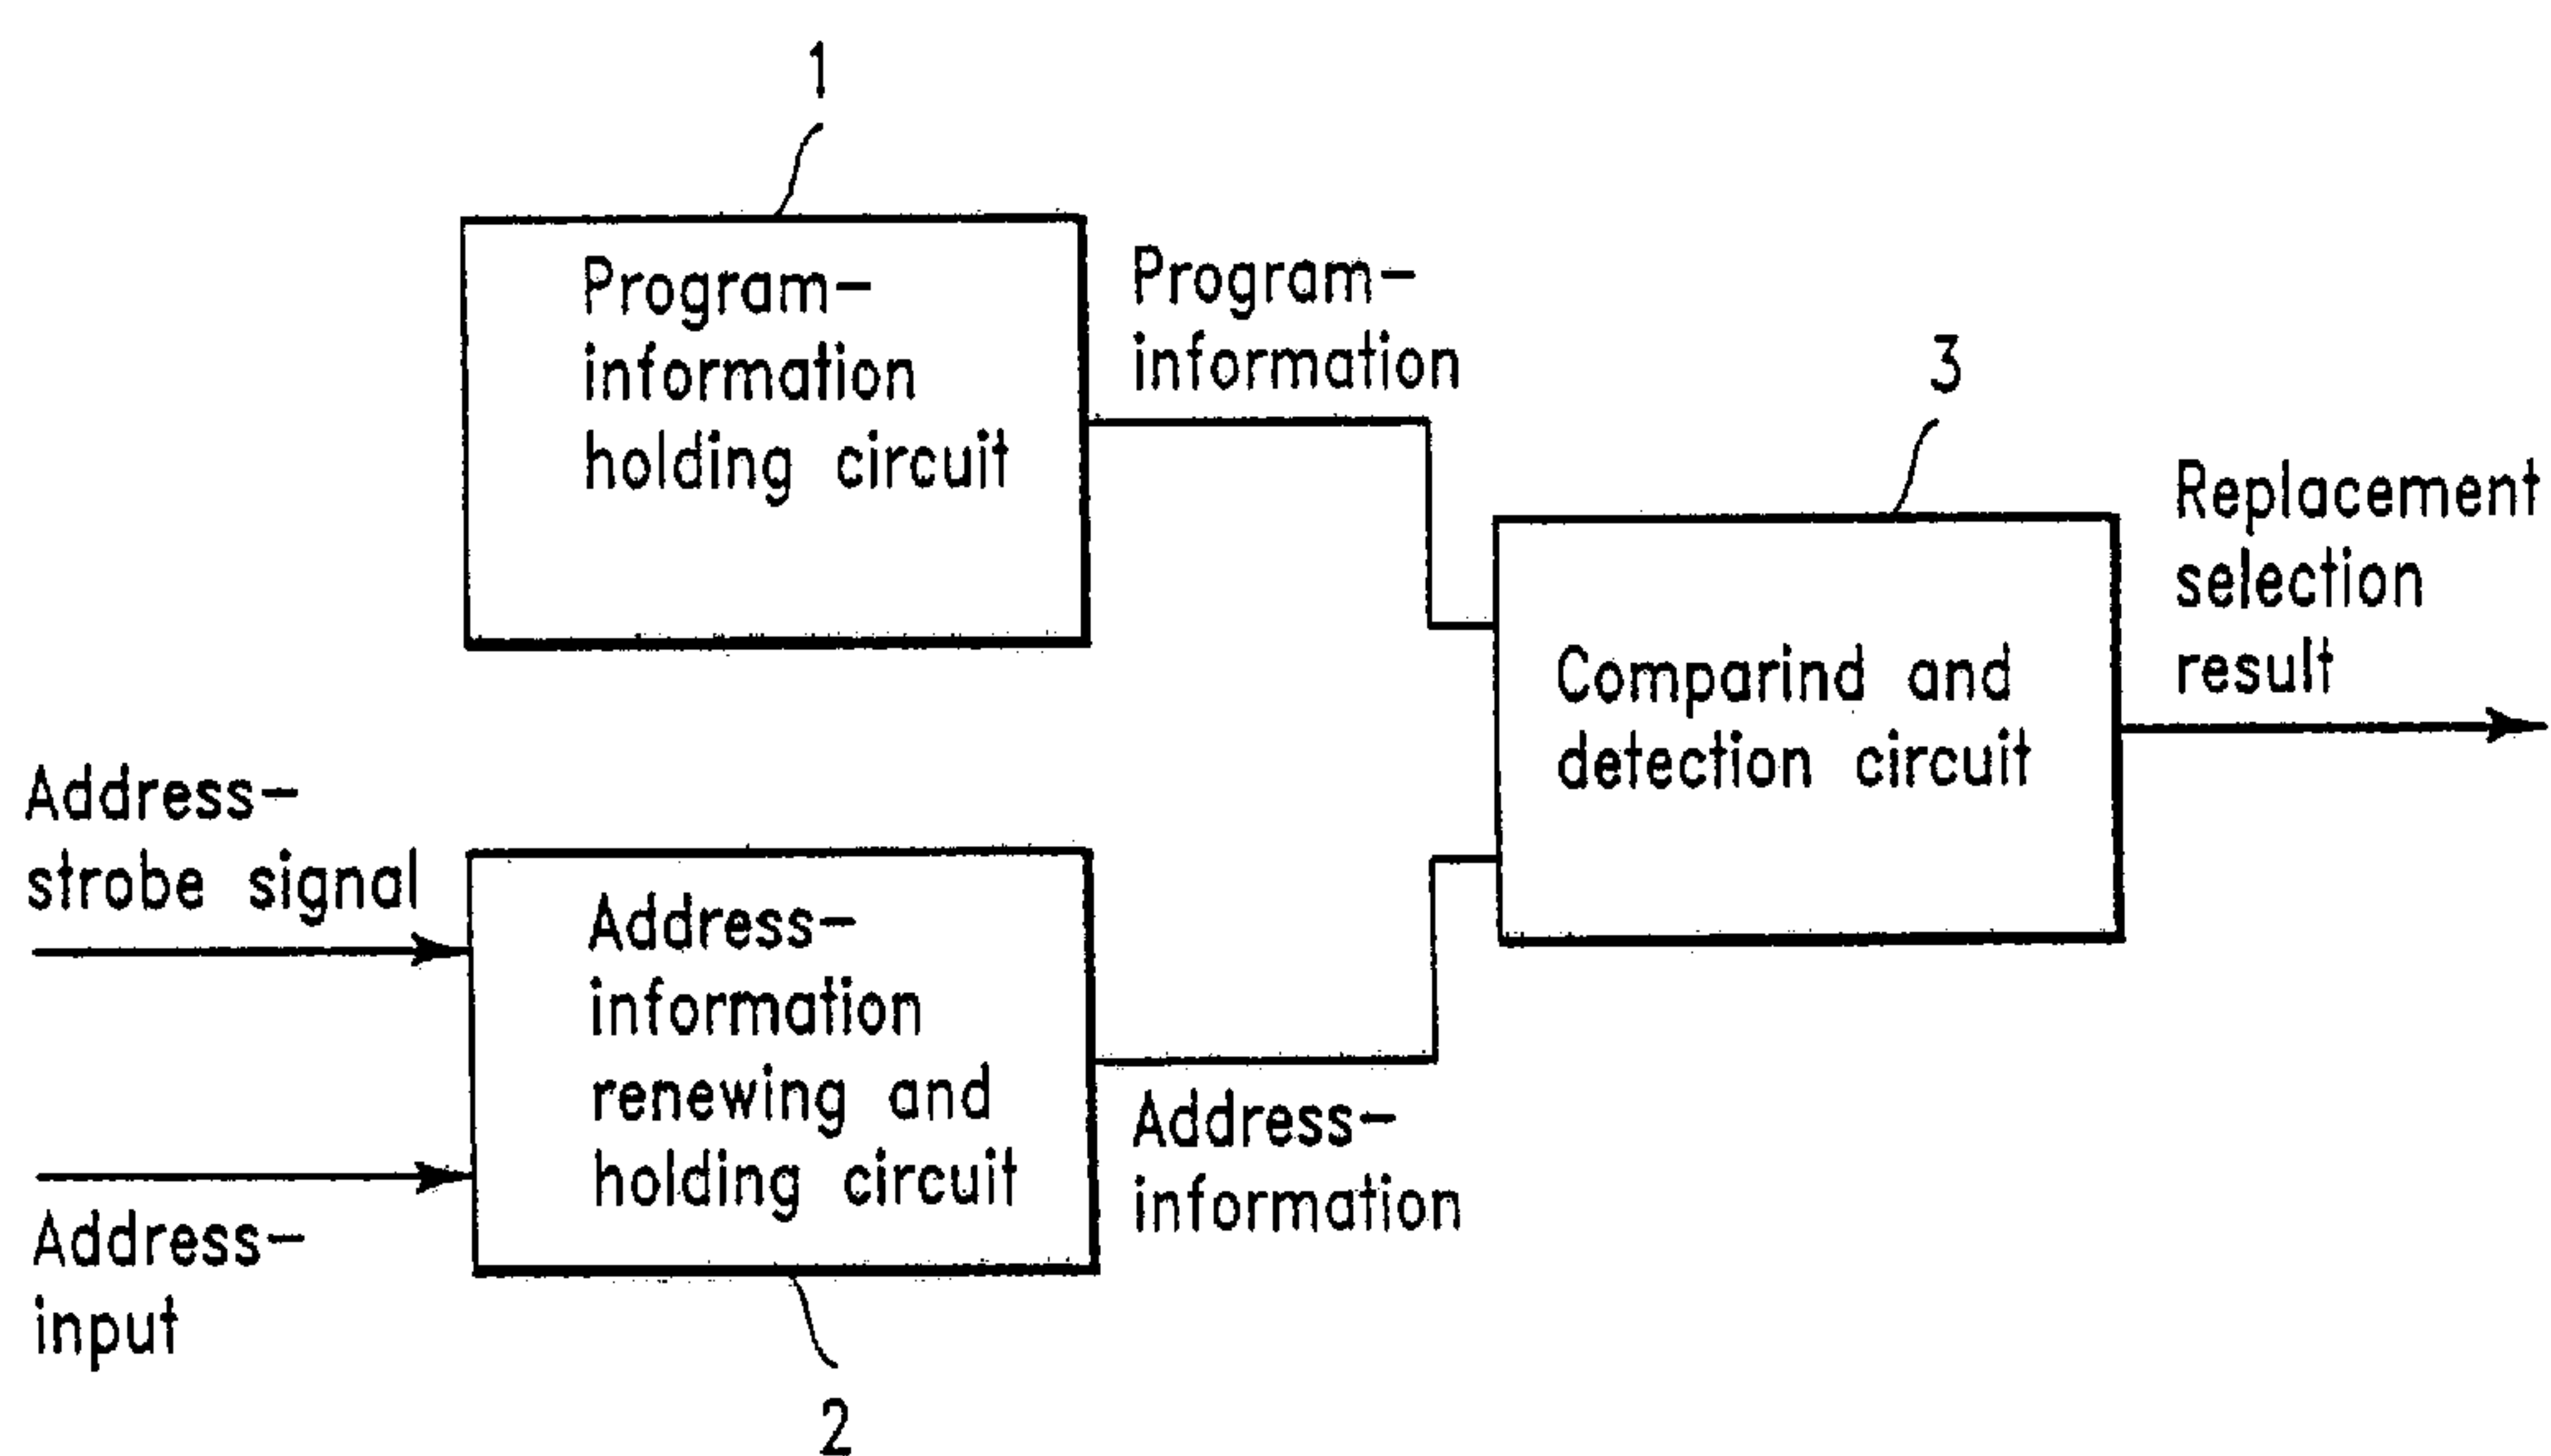 1
Program-
information
holding circuit
Program-
information
3
Comparind and
detection circuit
Replacement
selection
result
Address-
strobe signal
Address-
input
Address-
information
renewing and
holding circuit
2
Address-
information